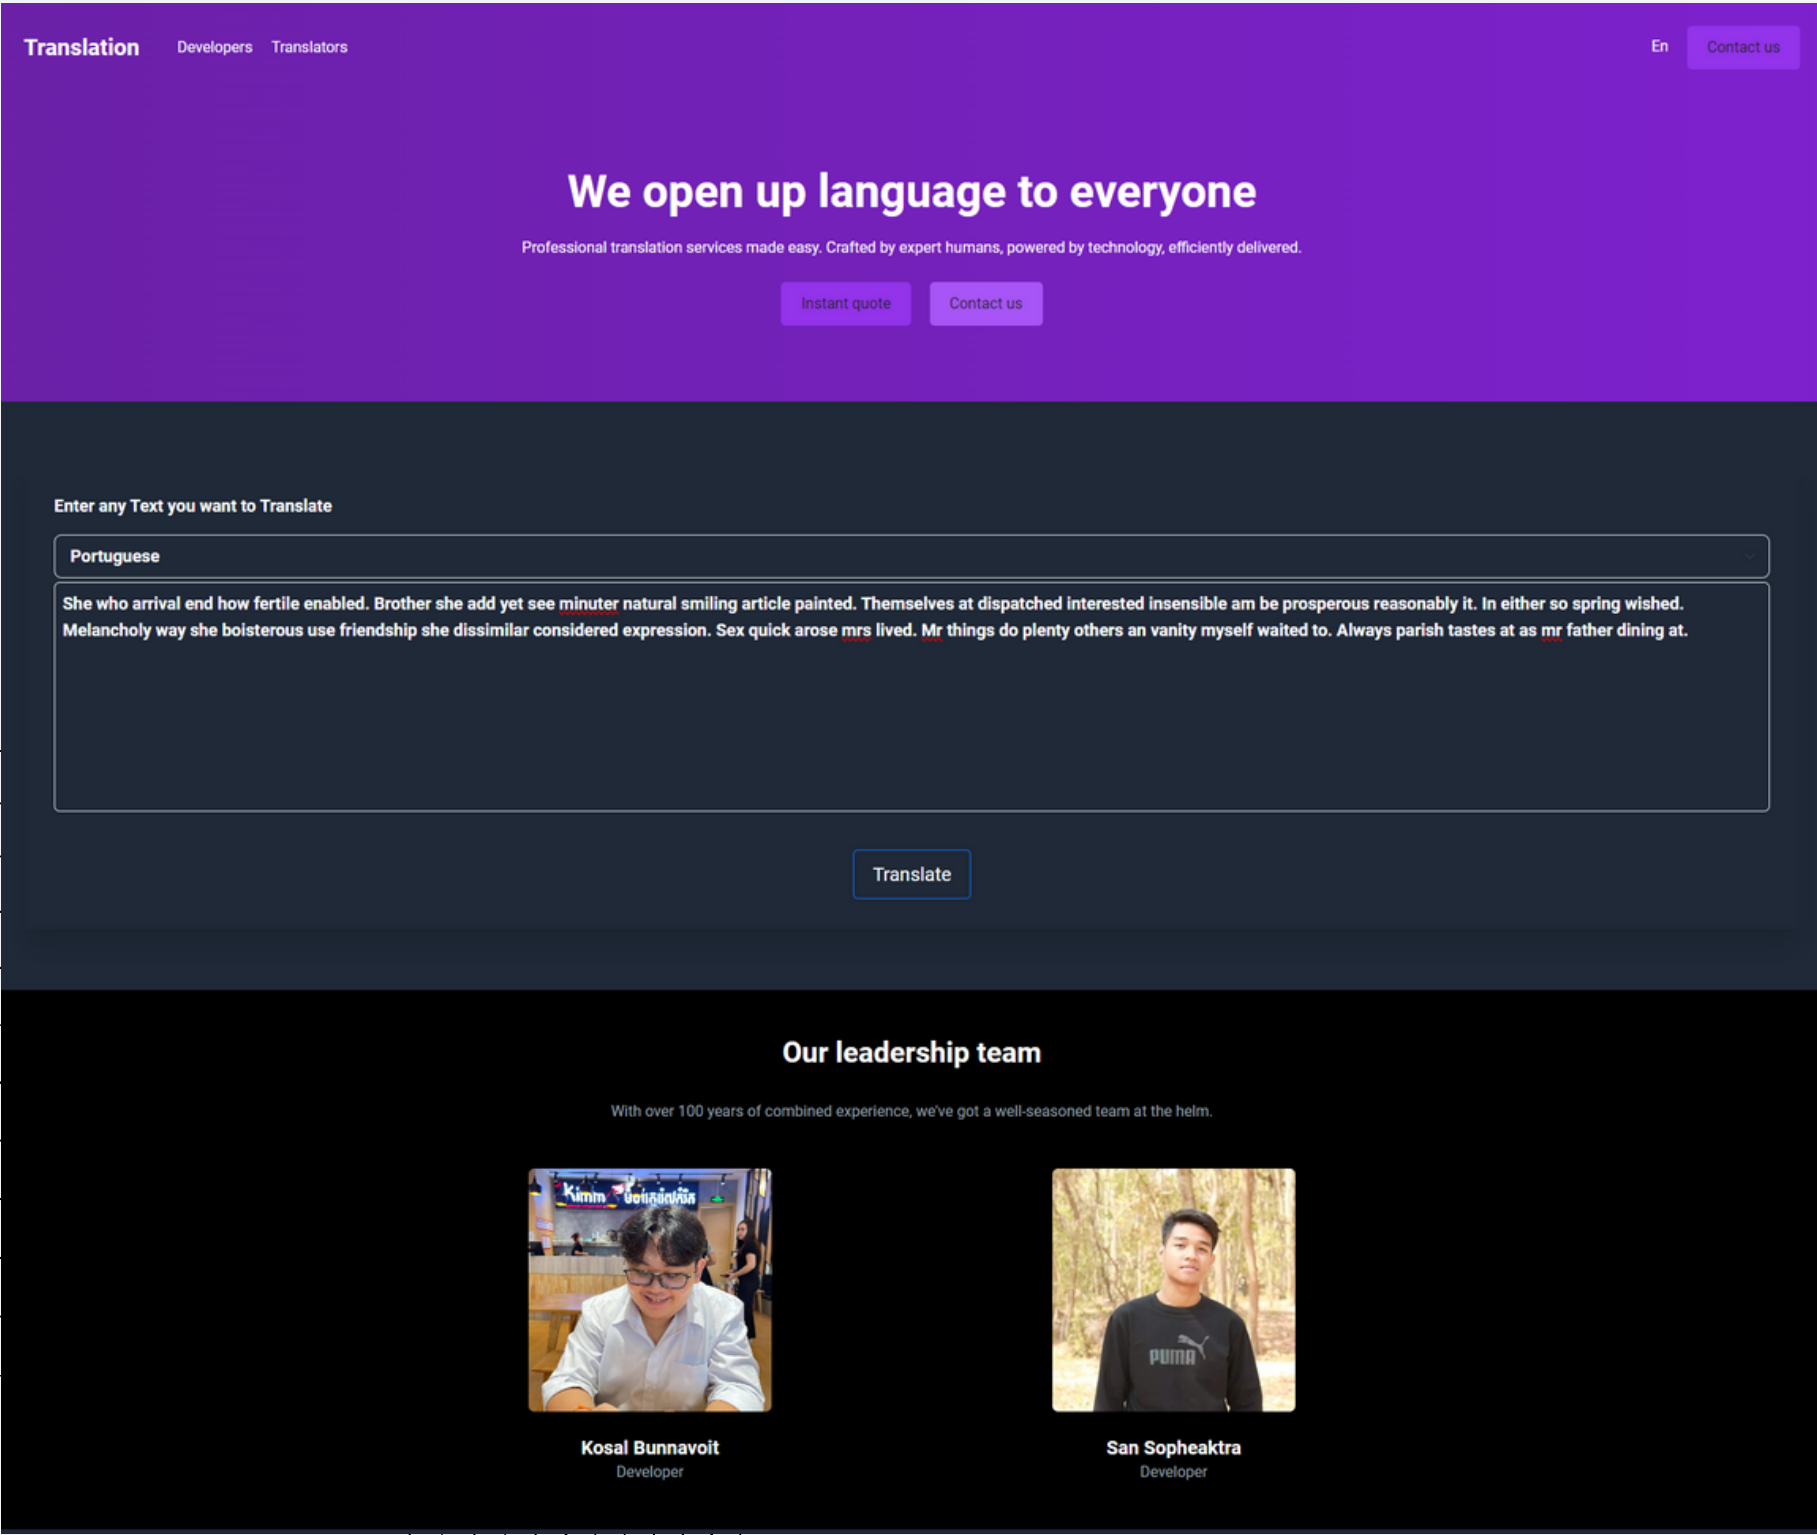 Translation Developers Translators En Contact us
We open up language to everyone
Professional translation services made easy. Crafted by expert humans, powered by technology, efficiently delivered.
Instant quote Contact us
Enter any Text you want to Translate
Portuguese
She who arrival end how fertile enabled. Brother she add yet see minuter natural smiling article painted. Themselves at dispatched interested insensible am be prosperous reasonably it. In either so spring wished.
Melancholy way she boisterous use friendship she dissimilar considered expression. Sex quick arose mrs lived. Mr things do plenty others an vanity myself waited to. Always parish tastes at as mr father dining at.
Translate
Our leadership team
With over 100 years of combined experience, we've got a well-seasoned team at the helm.
Kimm
PUMA
Kosal Bunnavoit San Sopheaktra
Developer Developer